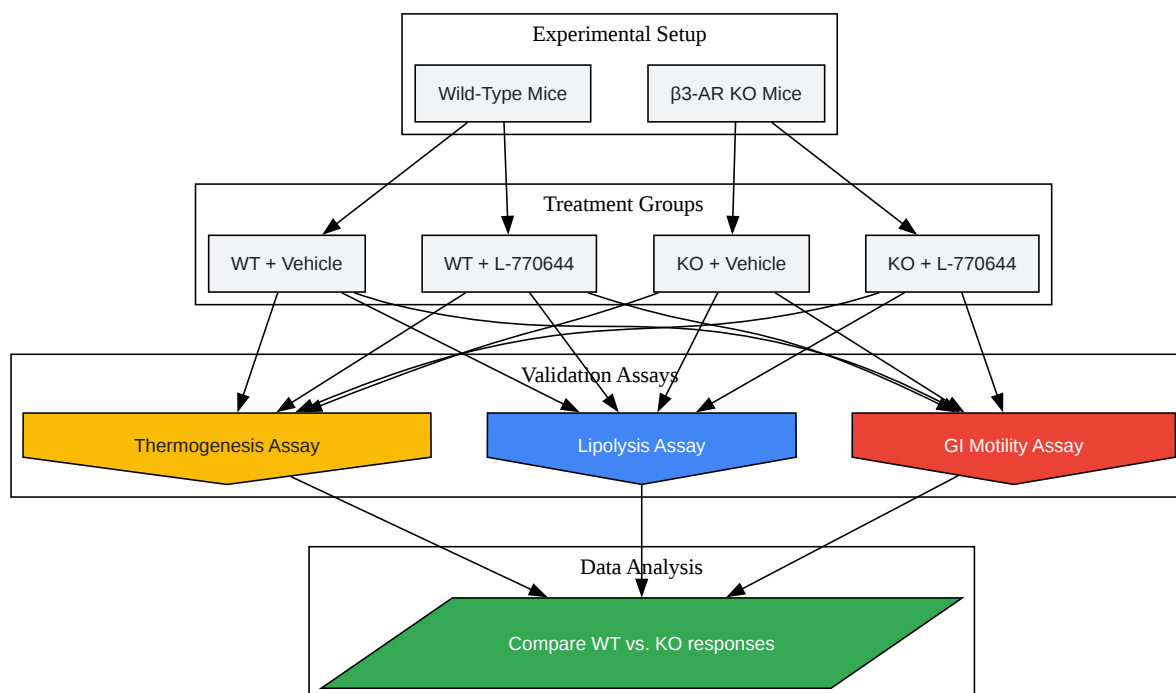 Experimental Setup
Wild-Type Mice
β3-AR KO Mice
Treatment Groups
WT + Vehicle
WT + L-770644
KO + Vehicle
KO + L-770644
Validation Assays
Thermogenesis Assay
Lipolysis Assay
GI Motility Assay
Data Analysis
Compare WT vs. KO responses